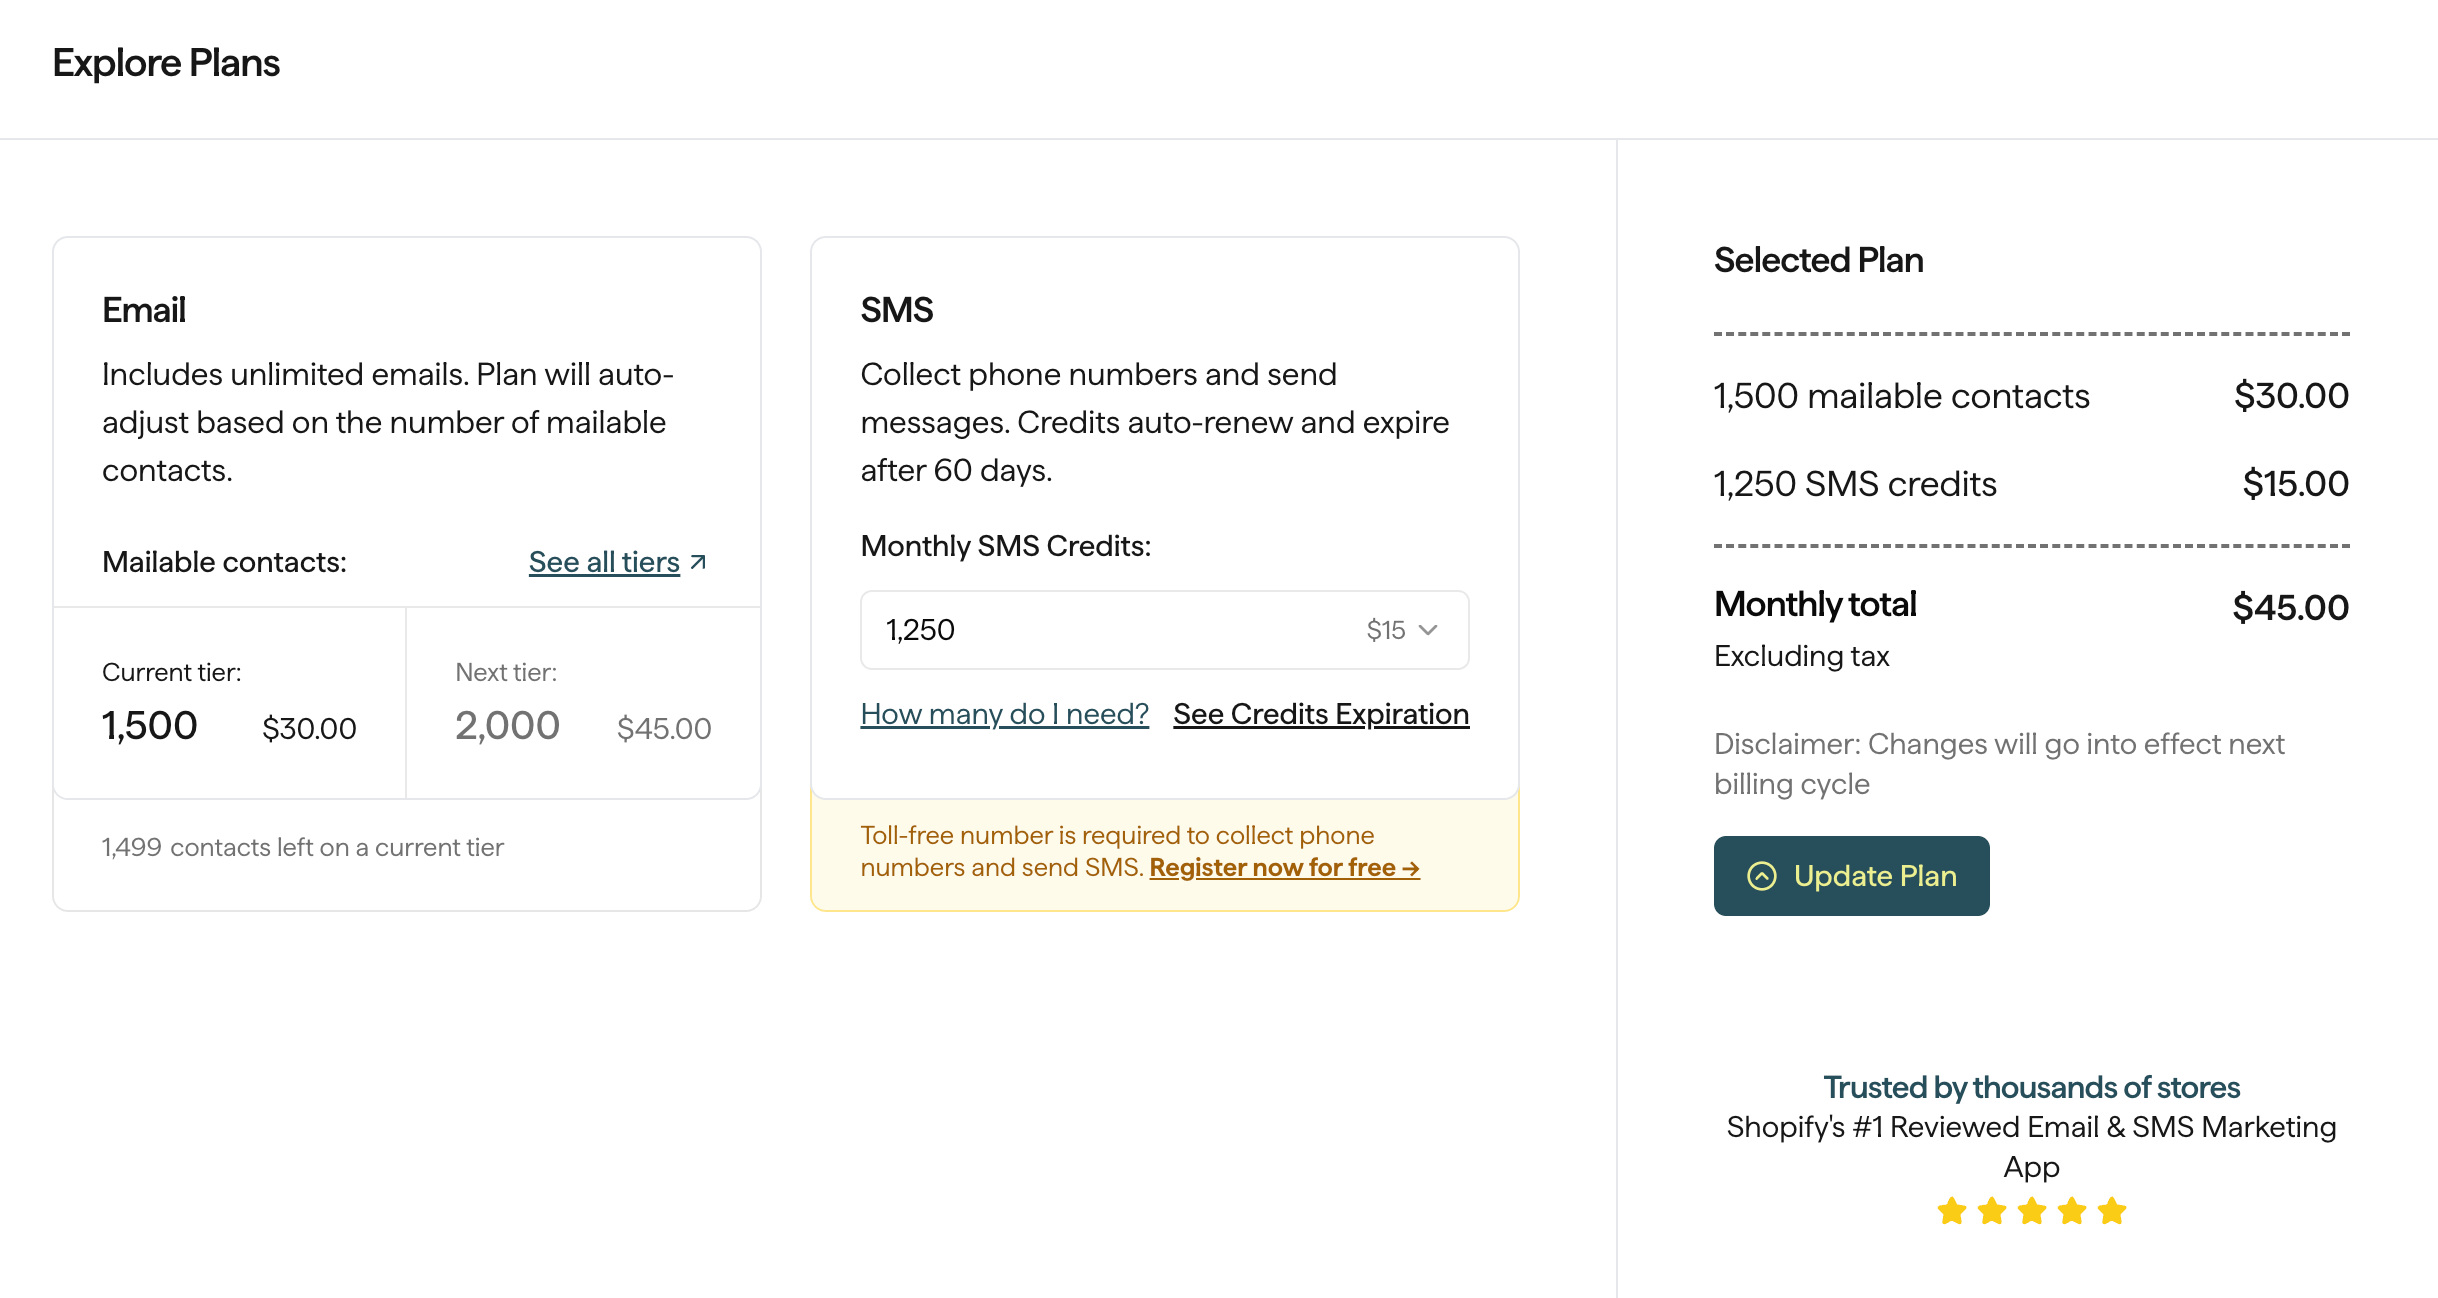 Explore Plans
Email
Includes unlimited emails. Plan will auto-
adjust based on the number of mailable
contacts.
Mailable contacts: See all tiers
Current tier:
1,500 $30.00
Next tier:
2,000 $45.00
1,499 contacts left on a current tier
SMS
Collect phone numbers and send
messages. Credits auto-renew and expire
after 60 days.
Monthly SMS Credits:
1,250 $15
How many do I need? See Credits Expiration
Toll-free number is required to collect phone
numbers and send SMS. Register now for free →
Selected Plan
1,500 mailable contacts $30.00
1,250 SMS credits $15.00
Monthly total $45.00
Excluding tax
Disclaimer: Changes will go into effect next
billing cycle
Update Plan
Trusted by thousands of stores
Shopify's #1 Reviewed Email & SMS Marketing
App